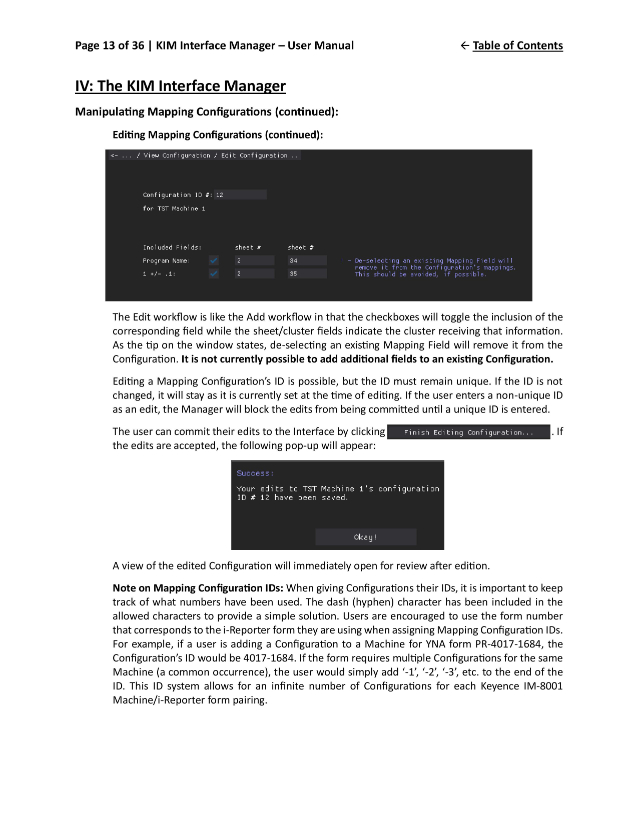 Page 13 of 36 | KIM Interface Manager – User Manual ← Table of Contents
IV: The KIM Interface Manager
Manipulating Mapping Configurations (continued):
Editing Mapping Configurations (continued):
<- ... / View Configuration / Edit Configuration...
Configuration ID #: 12
for TST Machine 1
Included Fields: sheet # sheet #
Program Name: 2 84
1 +/- .1: 2 85
- De-selecting an existing Mapping Field will
remove it from the Configuration's mappings.
This should be avoided, if possible.
The Edit workflow is like the Add workflow in that the checkboxes will toggle the inclusion of the
corresponding field while the sheet/cluster fields indicate the cluster receiving that information.
As the tip on the window states, de-selecting an existing Mapping Field will remove it from the
Configuration. It is not currently possible to add additional fields to an existing Configuration.
Editing a Mapping Configuration's ID is possible, but the ID must remain unique. If the ID is not
changed, it will stay as it is currently set at the time of editing. If the user enters a non-unique ID
as an edit, the Manager will block the edits from being committed until a unique ID is entered.
The user can commit their edits to the Interface by clicking Finish Editing Configuration... . If
the edits are accepted, the following pop-up will appear:
Success:
Your edits to TST Machine 1's configuration
ID # 12 have been saved.
Okay!
A view of the edited Configuration will immediately open for review after edition.
Note on Mapping Configuration IDs: When giving Configurations their IDs, it is important to keep
track of what numbers have been used. The dash (hyphen) character has been included in the
allowed characters to provide a simple solution. Users are encouraged to use the form number
that corresponds to the i-Reporter form they are using when assigning Mapping Configuration IDs.
For example, if a user is adding a Configuration to a Machine for YNA form PR-4017-1684, the
Configuration's ID would be 4017-1684. If the form requires multiple Configurations for the same
Machine (a common occurrence), the user would simply add '-1', '-2', '-3', etc. to the end of the
ID. This ID system allows for an infinite number of Configurations for each Keyence IM-8001
Machine/i-Reporter form pairing.